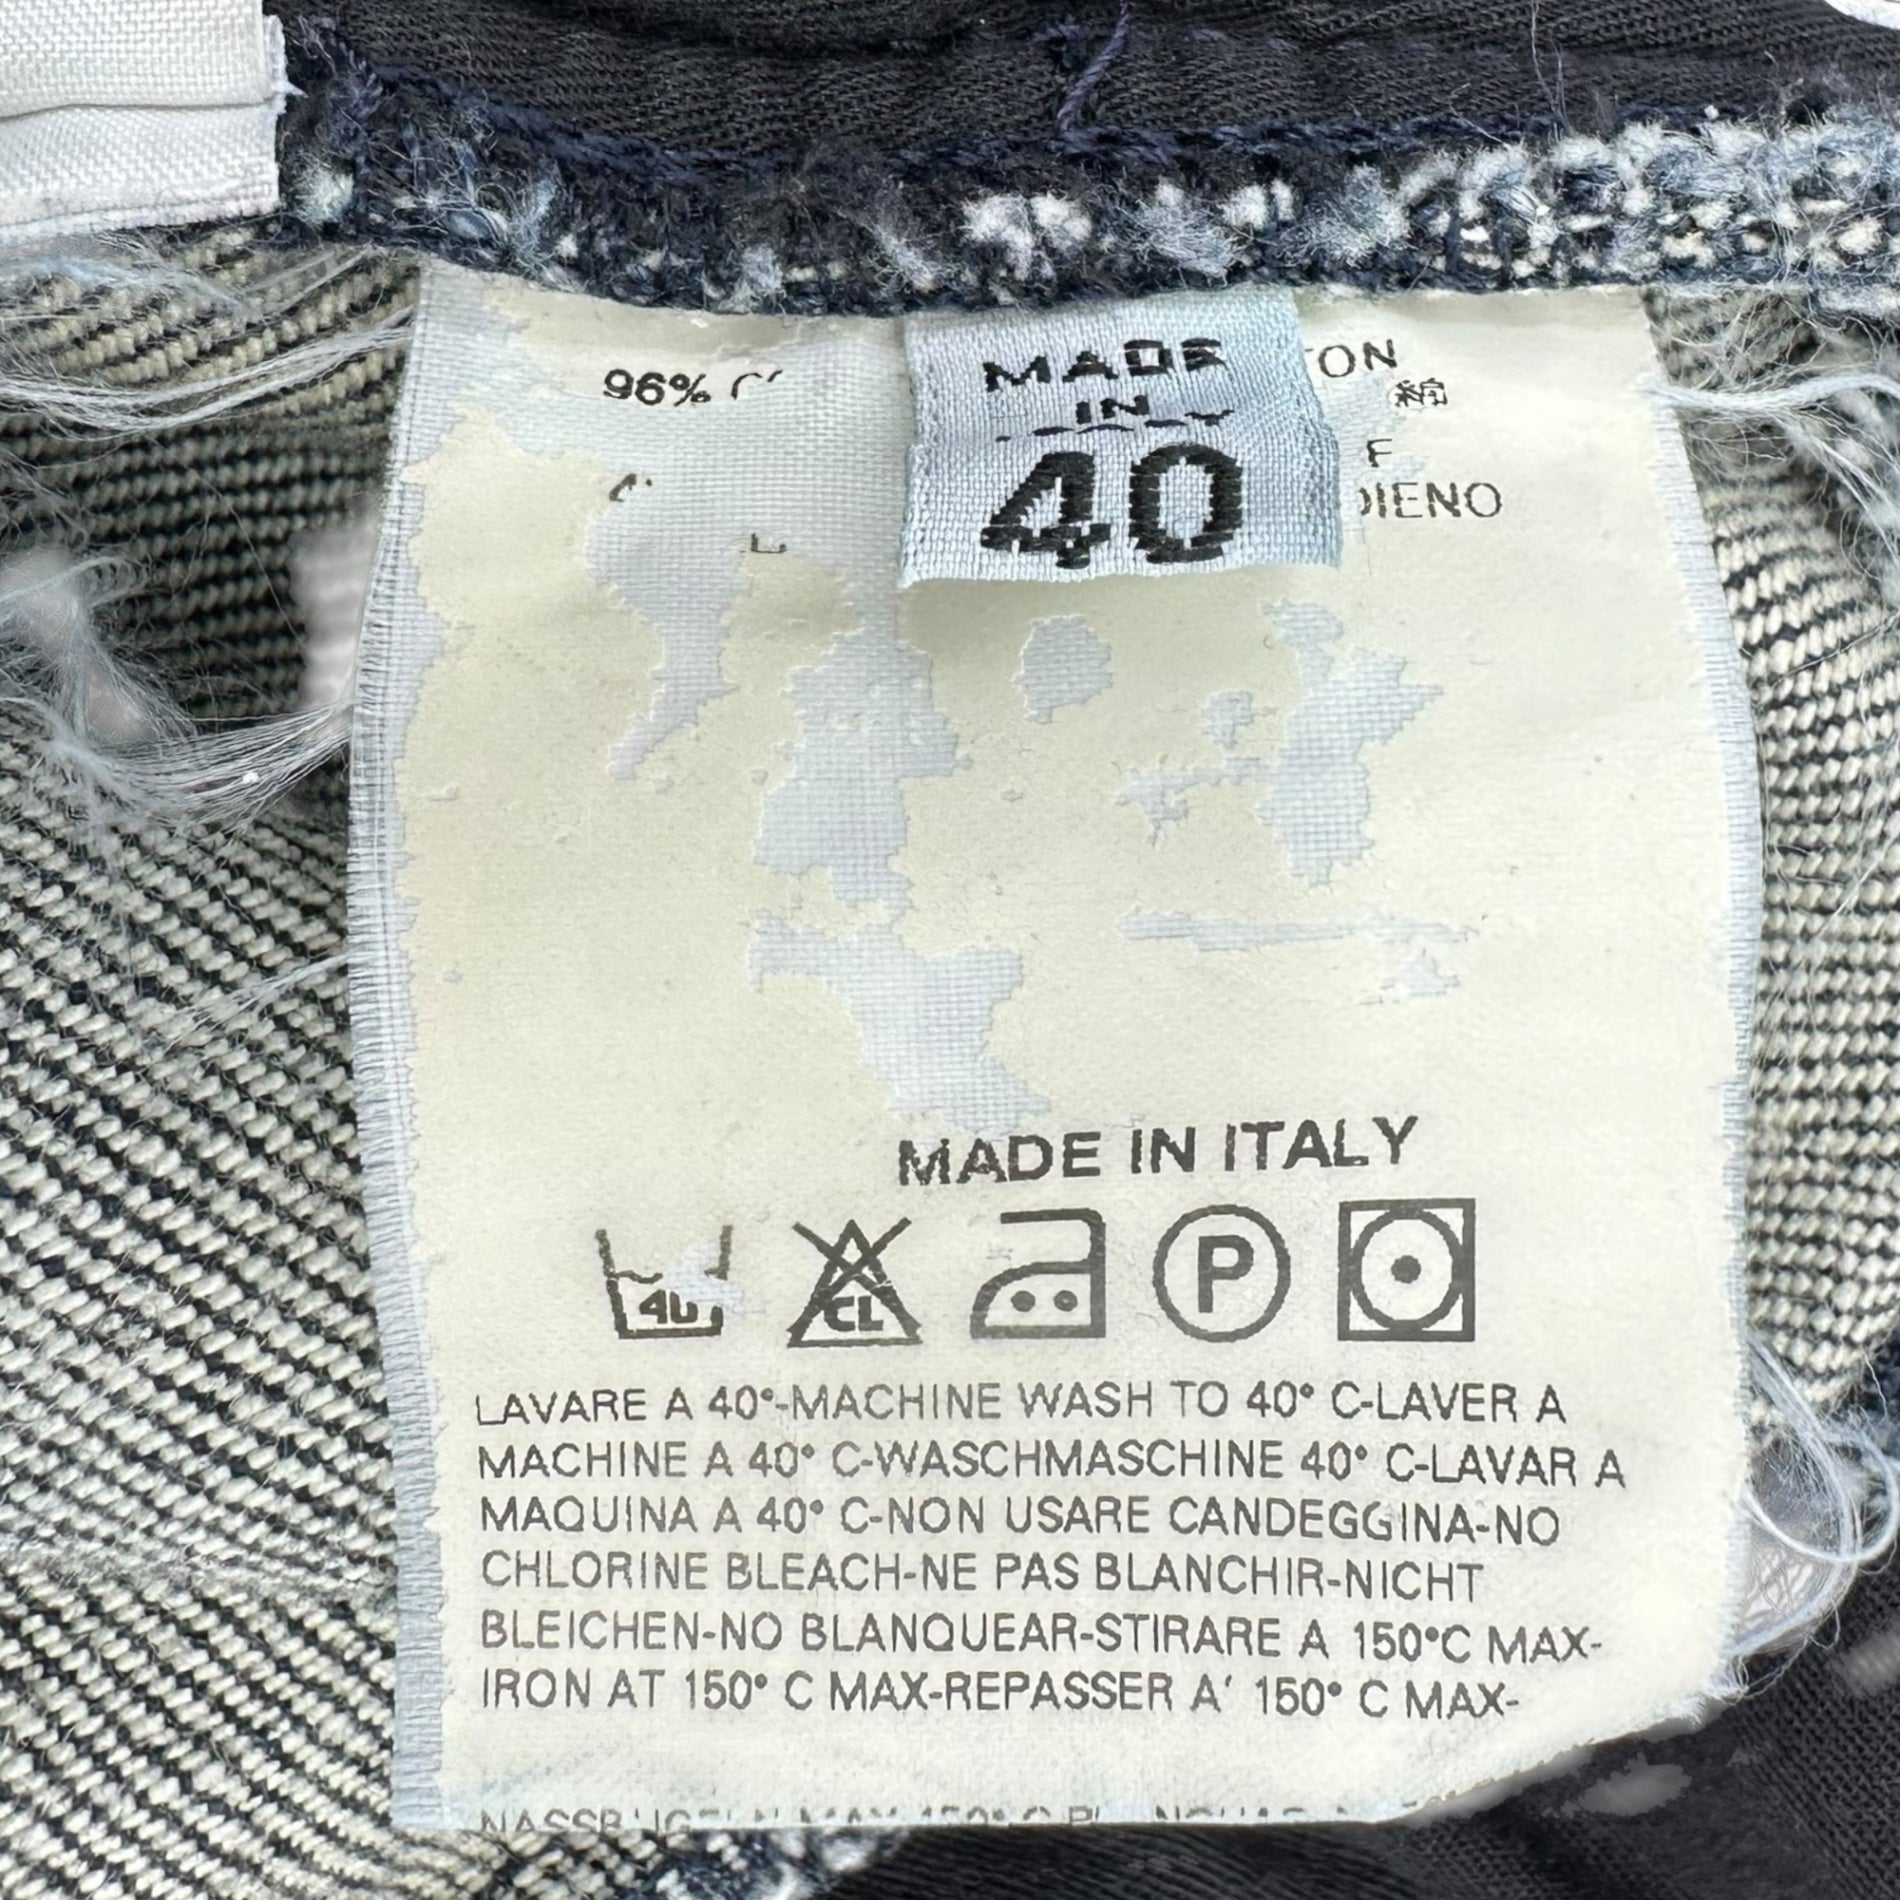 96%
MADE
IN
40
MADE IN ITALY
40
CL
P
LAVARE A 40°-MACHINE WASH TO 40° C-LAVER A
MACHINE A 40° C-WASCHMASCHINE 40° C-LAVAR A
MAQUINA A 40° C-NON USARE CANDEGGINA-NO
CHLORINE BLEACH-NE PAS BLANCHIR-NICHT
BLEICHEN-NO BLANQUEAR-STIRARE A 150°C MAX-
IRON AT 150° C MAX-REPASSER A' 150° C MAX-